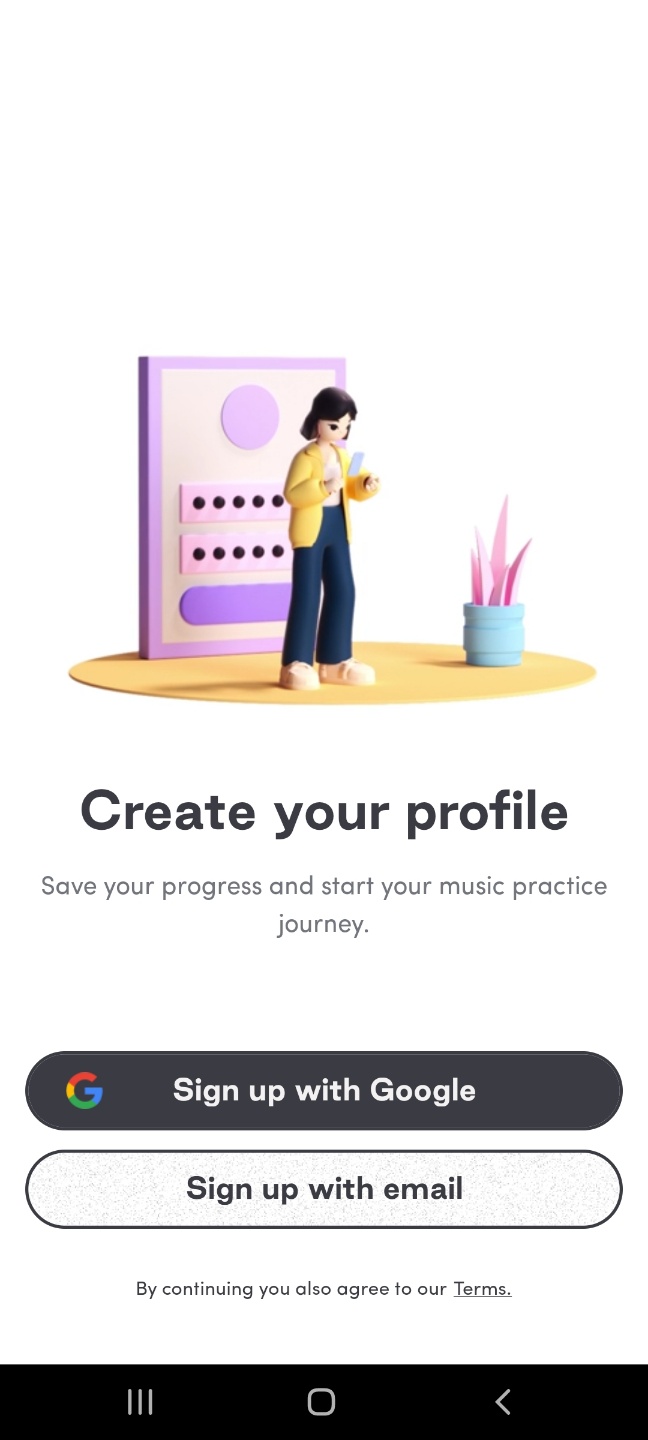 Create your profile
Save your progress and start your music practice
journey.
Sign up with Google
Sign up with email
By continuing you also agree to our Terms.